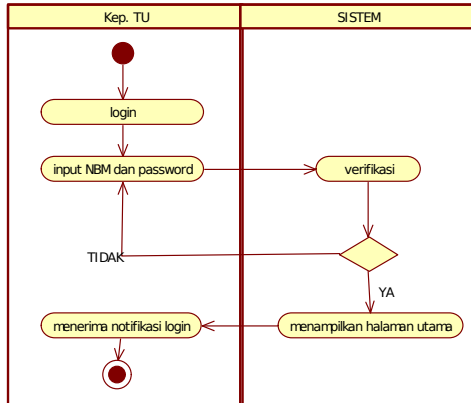 Kep. TU
SISTEM
login
input NBM dan password
verifikasi
TIDAK
YA
menerima notifikasi login
menampilkan halaman utama